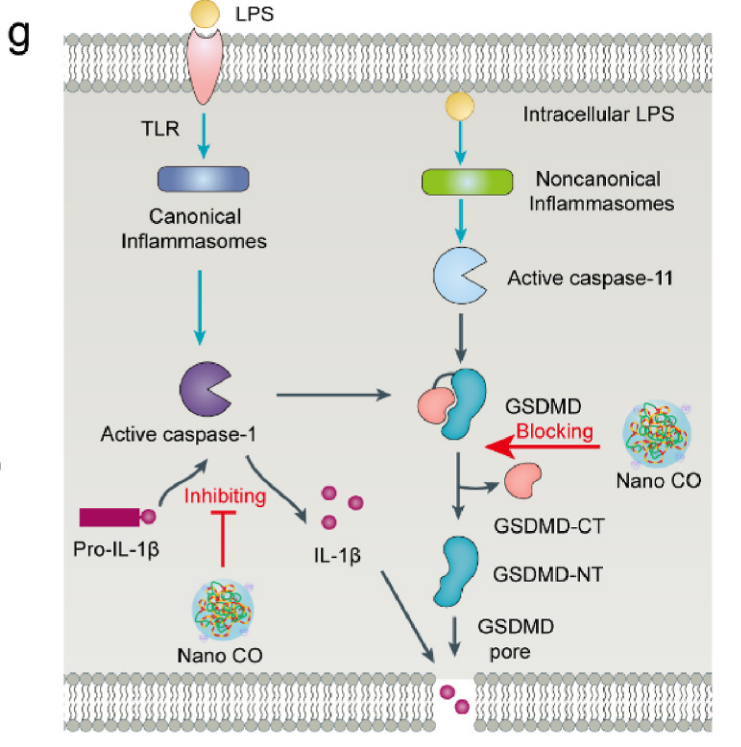 g
LPS
TLR
Intracellular LPS
Noncanonical
Inflammasomes
Canonical
Inflammasomes
Active caspase-11
GSDMD
Blocking
Active caspase-1
Nano CO
Inhibiting
Pro-IL-1β
IL-1β
GSDMD-CT
GSDMD-NT
GSDMD
pore
Nano CO